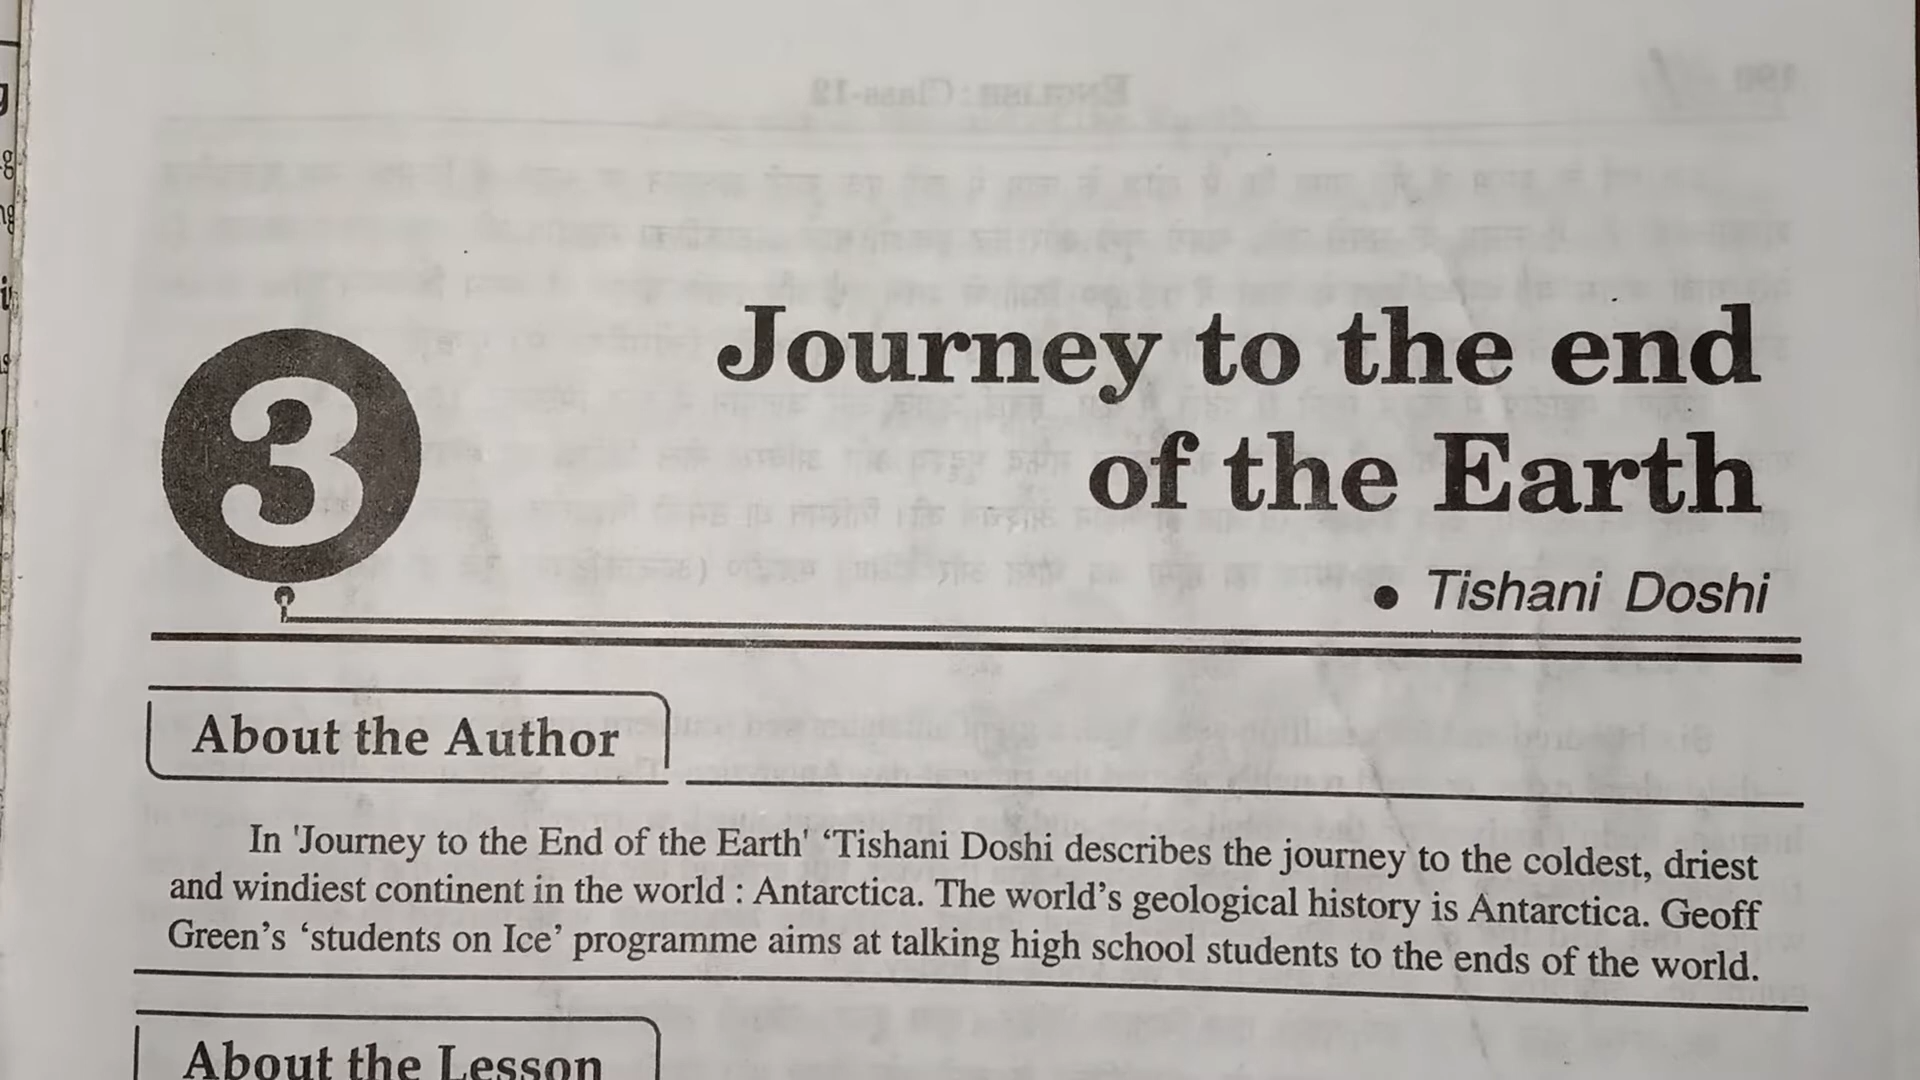 3
Journey to the end
of the Earth
• Tishani Doshi
About the Author
In 'Journey to the End of the Earth' ‘Tishani Doshi describes the journey to the coldest, driest
and windiest continent in the world : Antarctica. The world’s geological history is Antarctica. Geoff
Green’s ‘students on Ice’ programme aims at talking high school students to the ends of the world.
About the Lesson